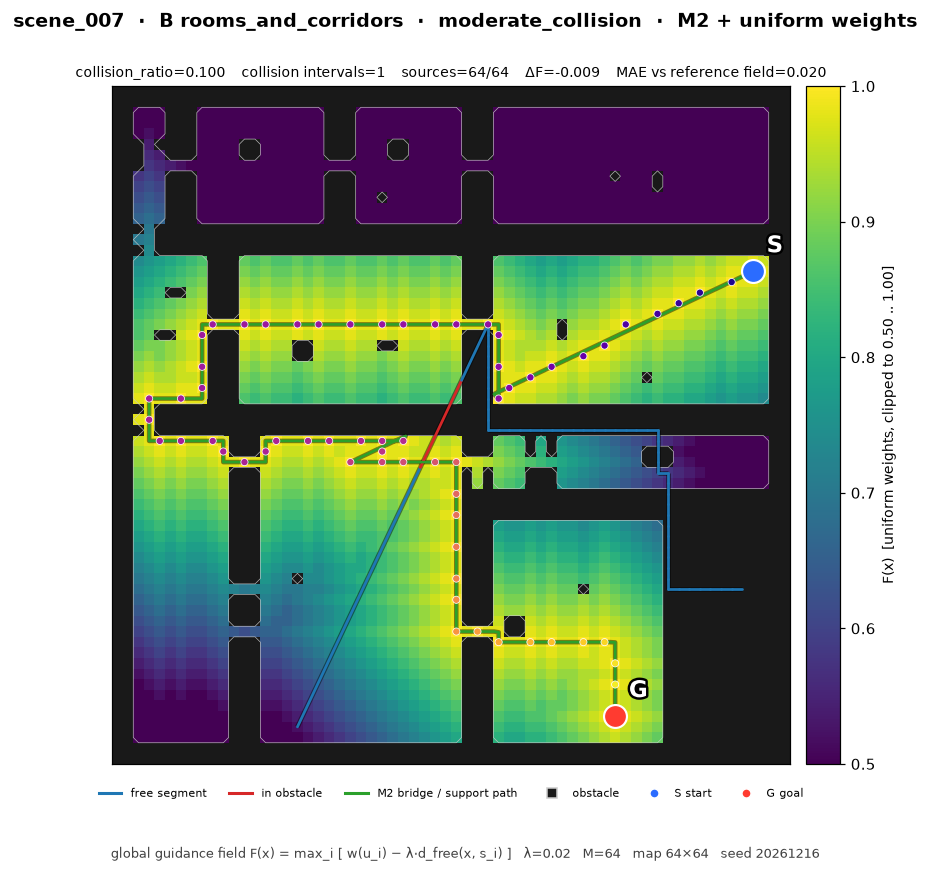 scene_007 · B rooms_and_corridors · moderate_collision · M2 + uniform weights
collision_ratio=0.100 collision intervals=1 sources=64/64 ΔF=-0.009 MAE vs reference field=0.020
S
G
1.0
0.9
0.8
0.7
0.6
0.5
F(x) [uniform weights, clipped to 0.50 .. 1.00]
free segment
in obstacle
M2 bridge / support path
obstacle
S start
G goal
global guidance field F(x) = max_i [ w(u_i) − λ·d_free(x, s_i) ] λ=0.02 M=64 map 64×64 seed 20261216